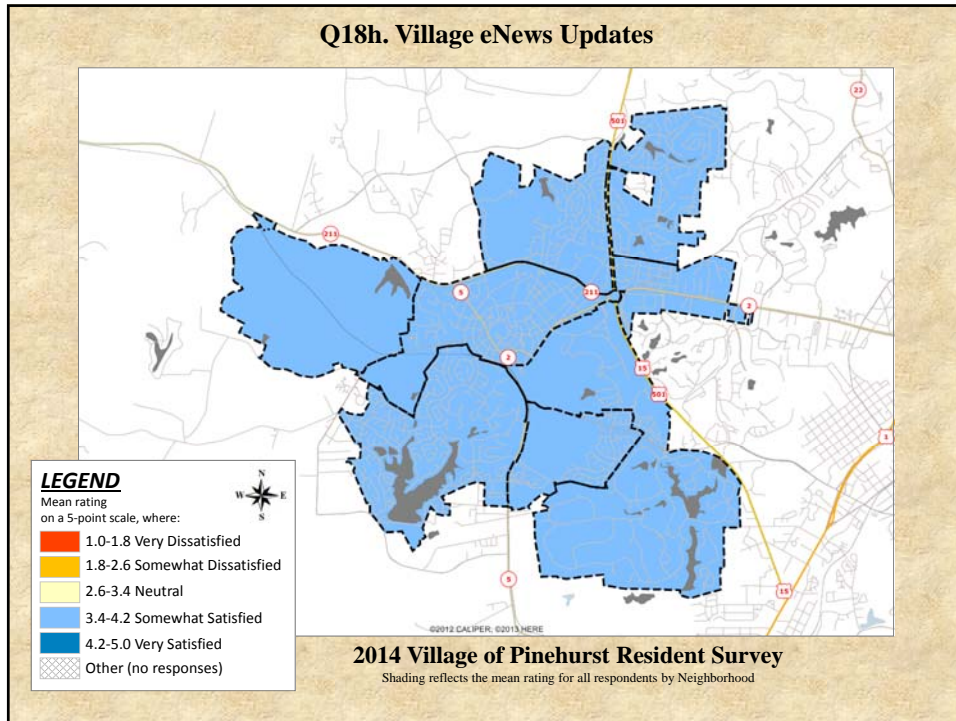 Q18h. Village eNews Updates
22
501
211
5
211
2
2
15
501
1
5
15
©2012 CALIPER, ©2013 HERE
LEGEND
N
W E
S
Mean rating
on a 5-point scale, where:
1.0-1.8 Very Dissatisfied
1.8-2.6 Somewhat Dissatisfied
2.6-3.4 Neutral
3.4-4.2 Somewhat Satisfied
4.2-5.0 Very Satisfied
Other (no responses)
2014 Village of Pinehurst Resident Survey
Shading reflects the mean rating for all respondents by Neighborhood